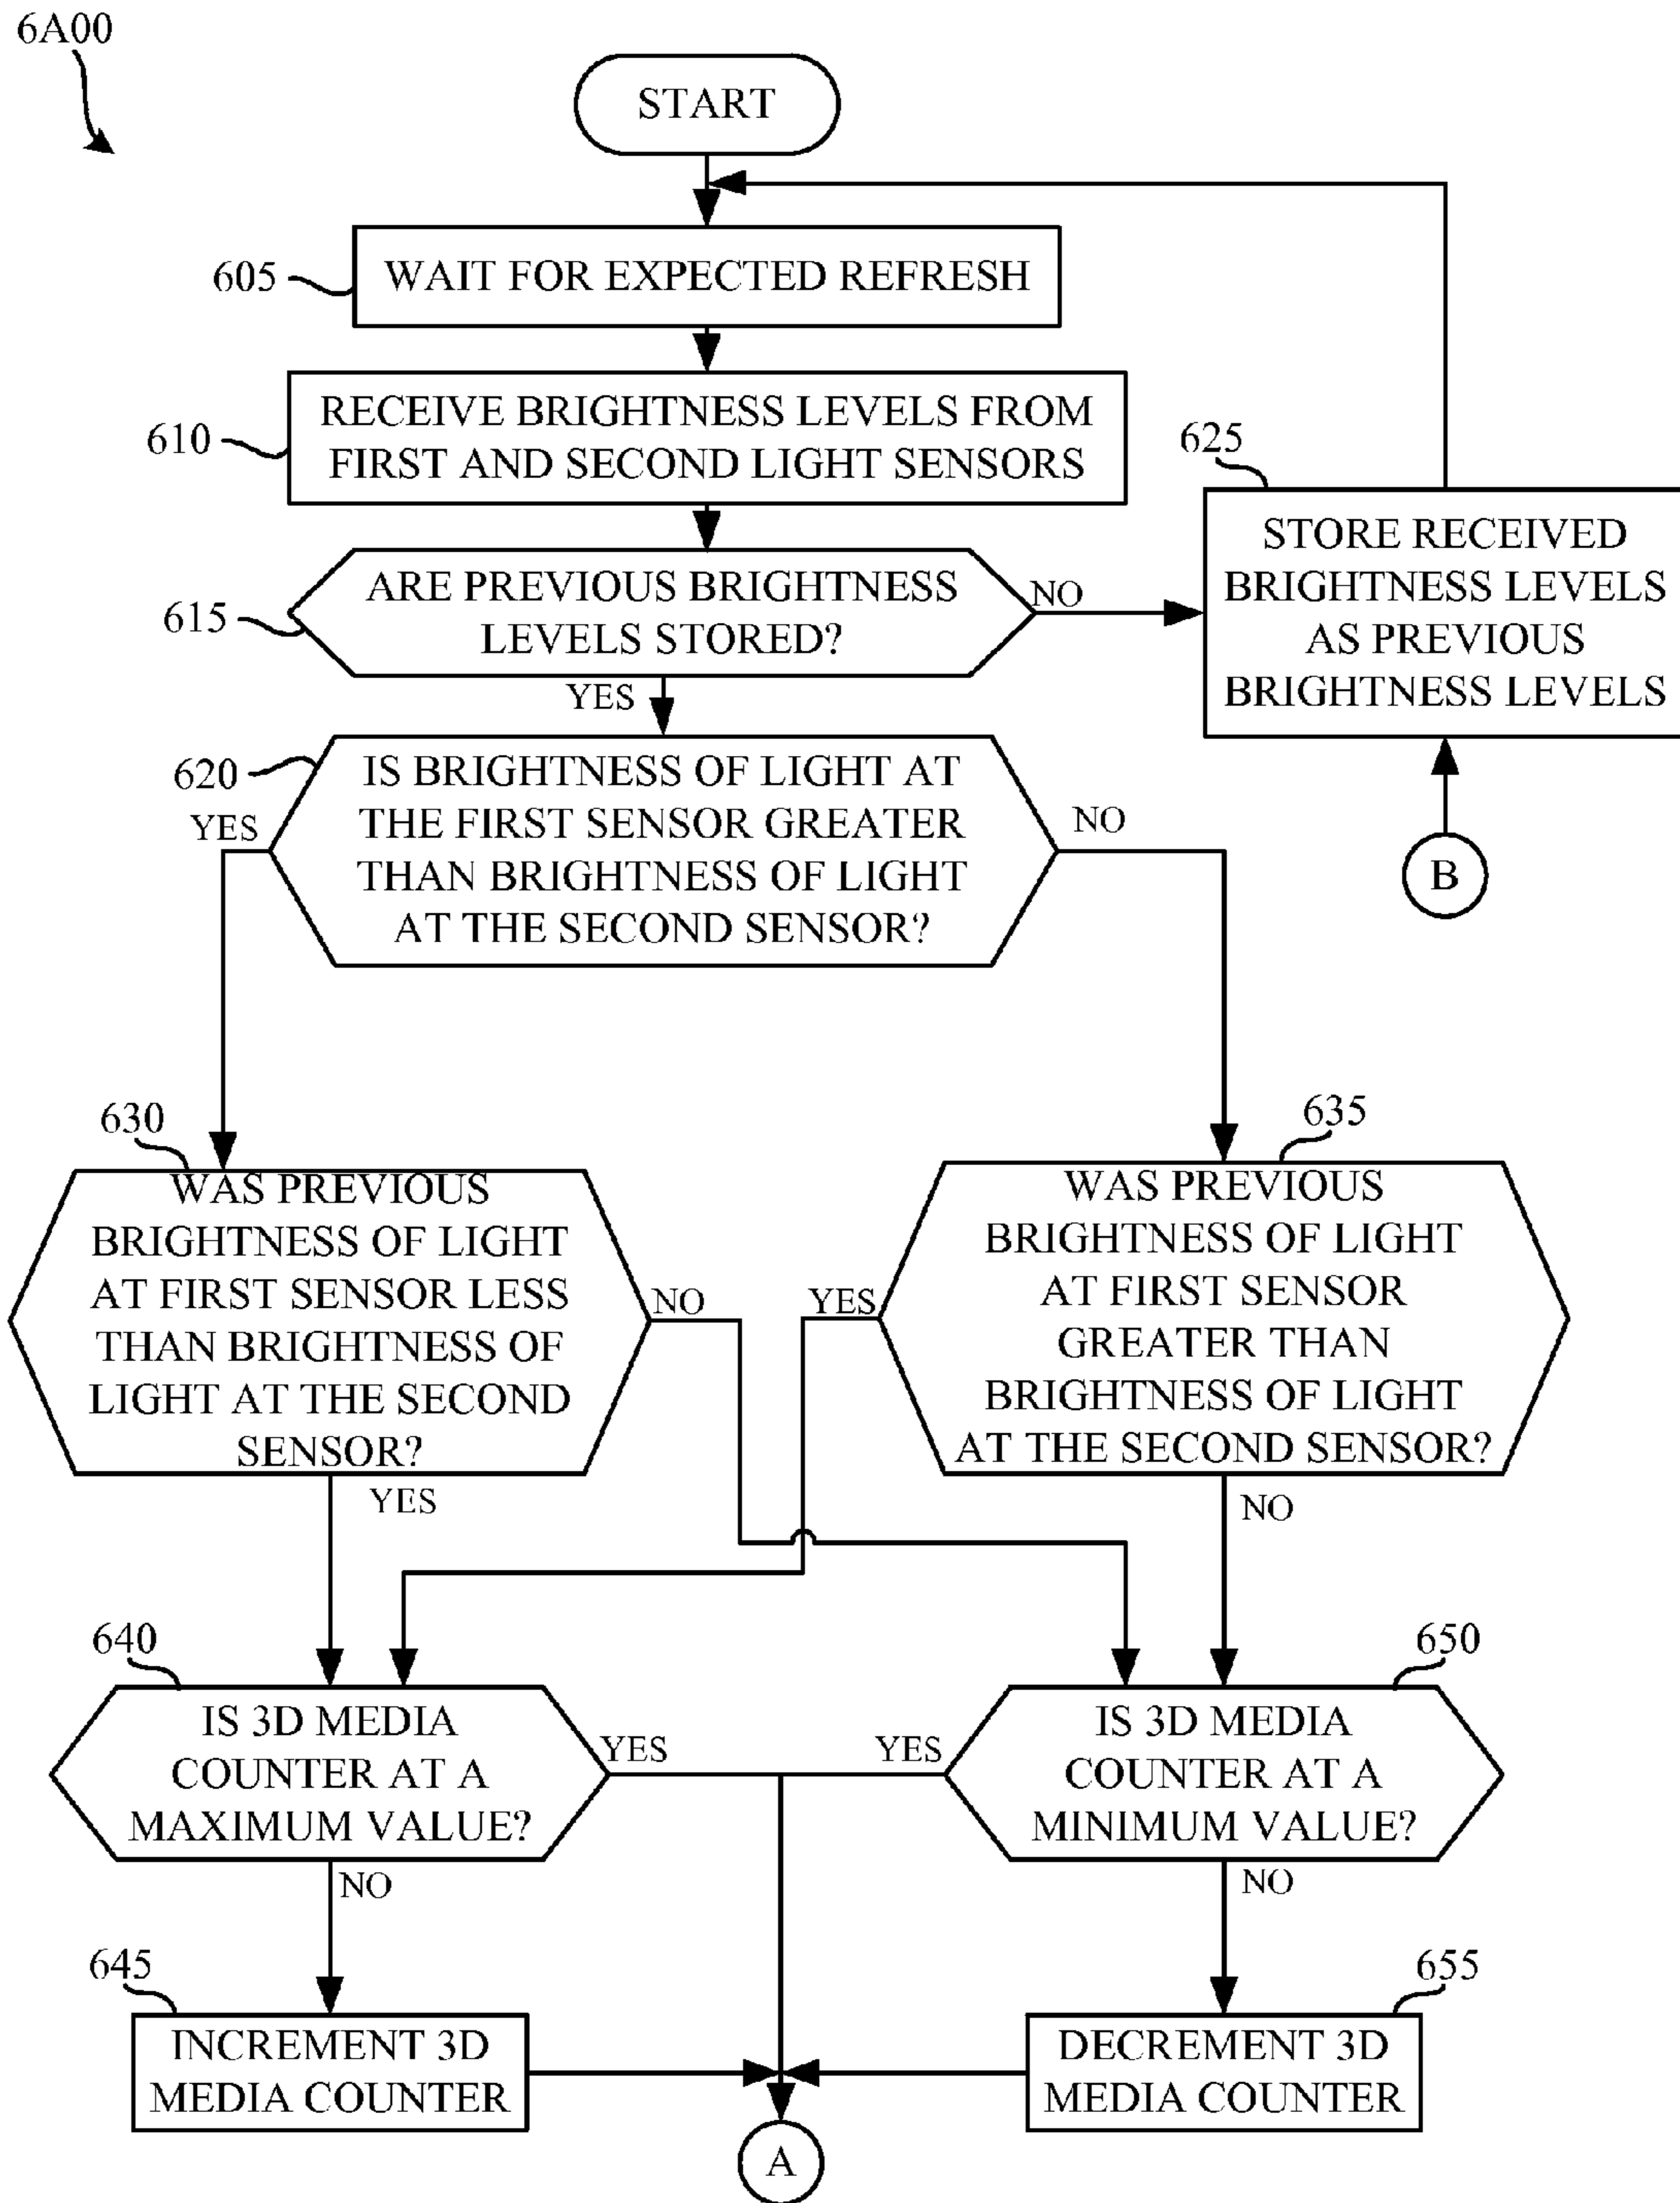 6A00
START
605
WAIT FOR EXPECTED REFRESH
610
RECEIVE BRIGHTNESS LEVELS FROM
FIRST AND SECOND LIGHT SENSORS
615
ARE PREVIOUS BRIGHTNESS
LEVELS STORED?
NO
YES
625
STORE RECEIVED
BRIGHTNESS LEVELS
AS PREVIOUS
BRIGHTNESS LEVELS
B
620
IS BRIGHTNESS OF LIGHT AT
THE FIRST SENSOR GREATER
THAN BRIGHTNESS OF LIGHT
AT THE SECOND SENSOR?
YES
NO
630
WAS PREVIOUS
BRIGHTNESS OF LIGHT
AT FIRST SENSOR LESS
THAN BRIGHTNESS OF
LIGHT AT THE SECOND
SENSOR?
NO
YES
635
WAS PREVIOUS
BRIGHTNESS OF LIGHT
AT FIRST SENSOR
GREATER THAN
BRIGHTNESS OF LIGHT
AT THE SECOND SENSOR?
YES
NO
640
IS 3D MEDIA
COUNTER AT A
MAXIMUM VALUE?
YES
NO
650
IS 3D MEDIA
COUNTER AT A
MINIMUM VALUE?
YES
NO
645
INCREMENT 3D
MEDIA COUNTER
655
DECREMENT 3D
MEDIA COUNTER
A